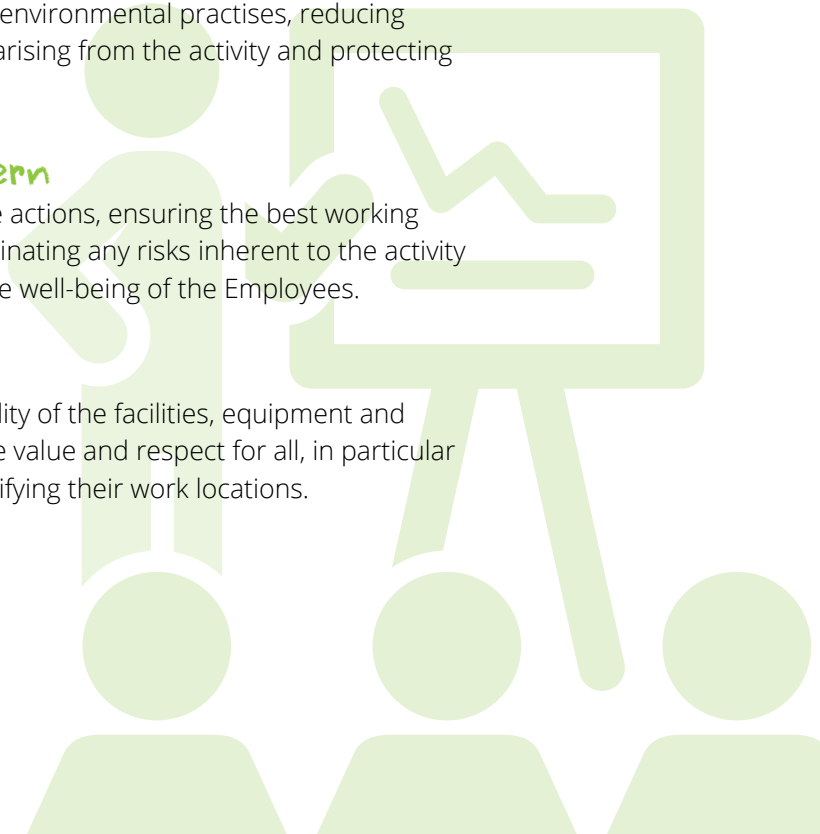 environmental practises, reducing
arising from the activity and protecting
ern
actions, ensuring the best working
inating any risks inherent to the activity
e well-being of the Employees.
lity of the facilities, equipment and
e value and respect for all, in particular
ifying their work locations.